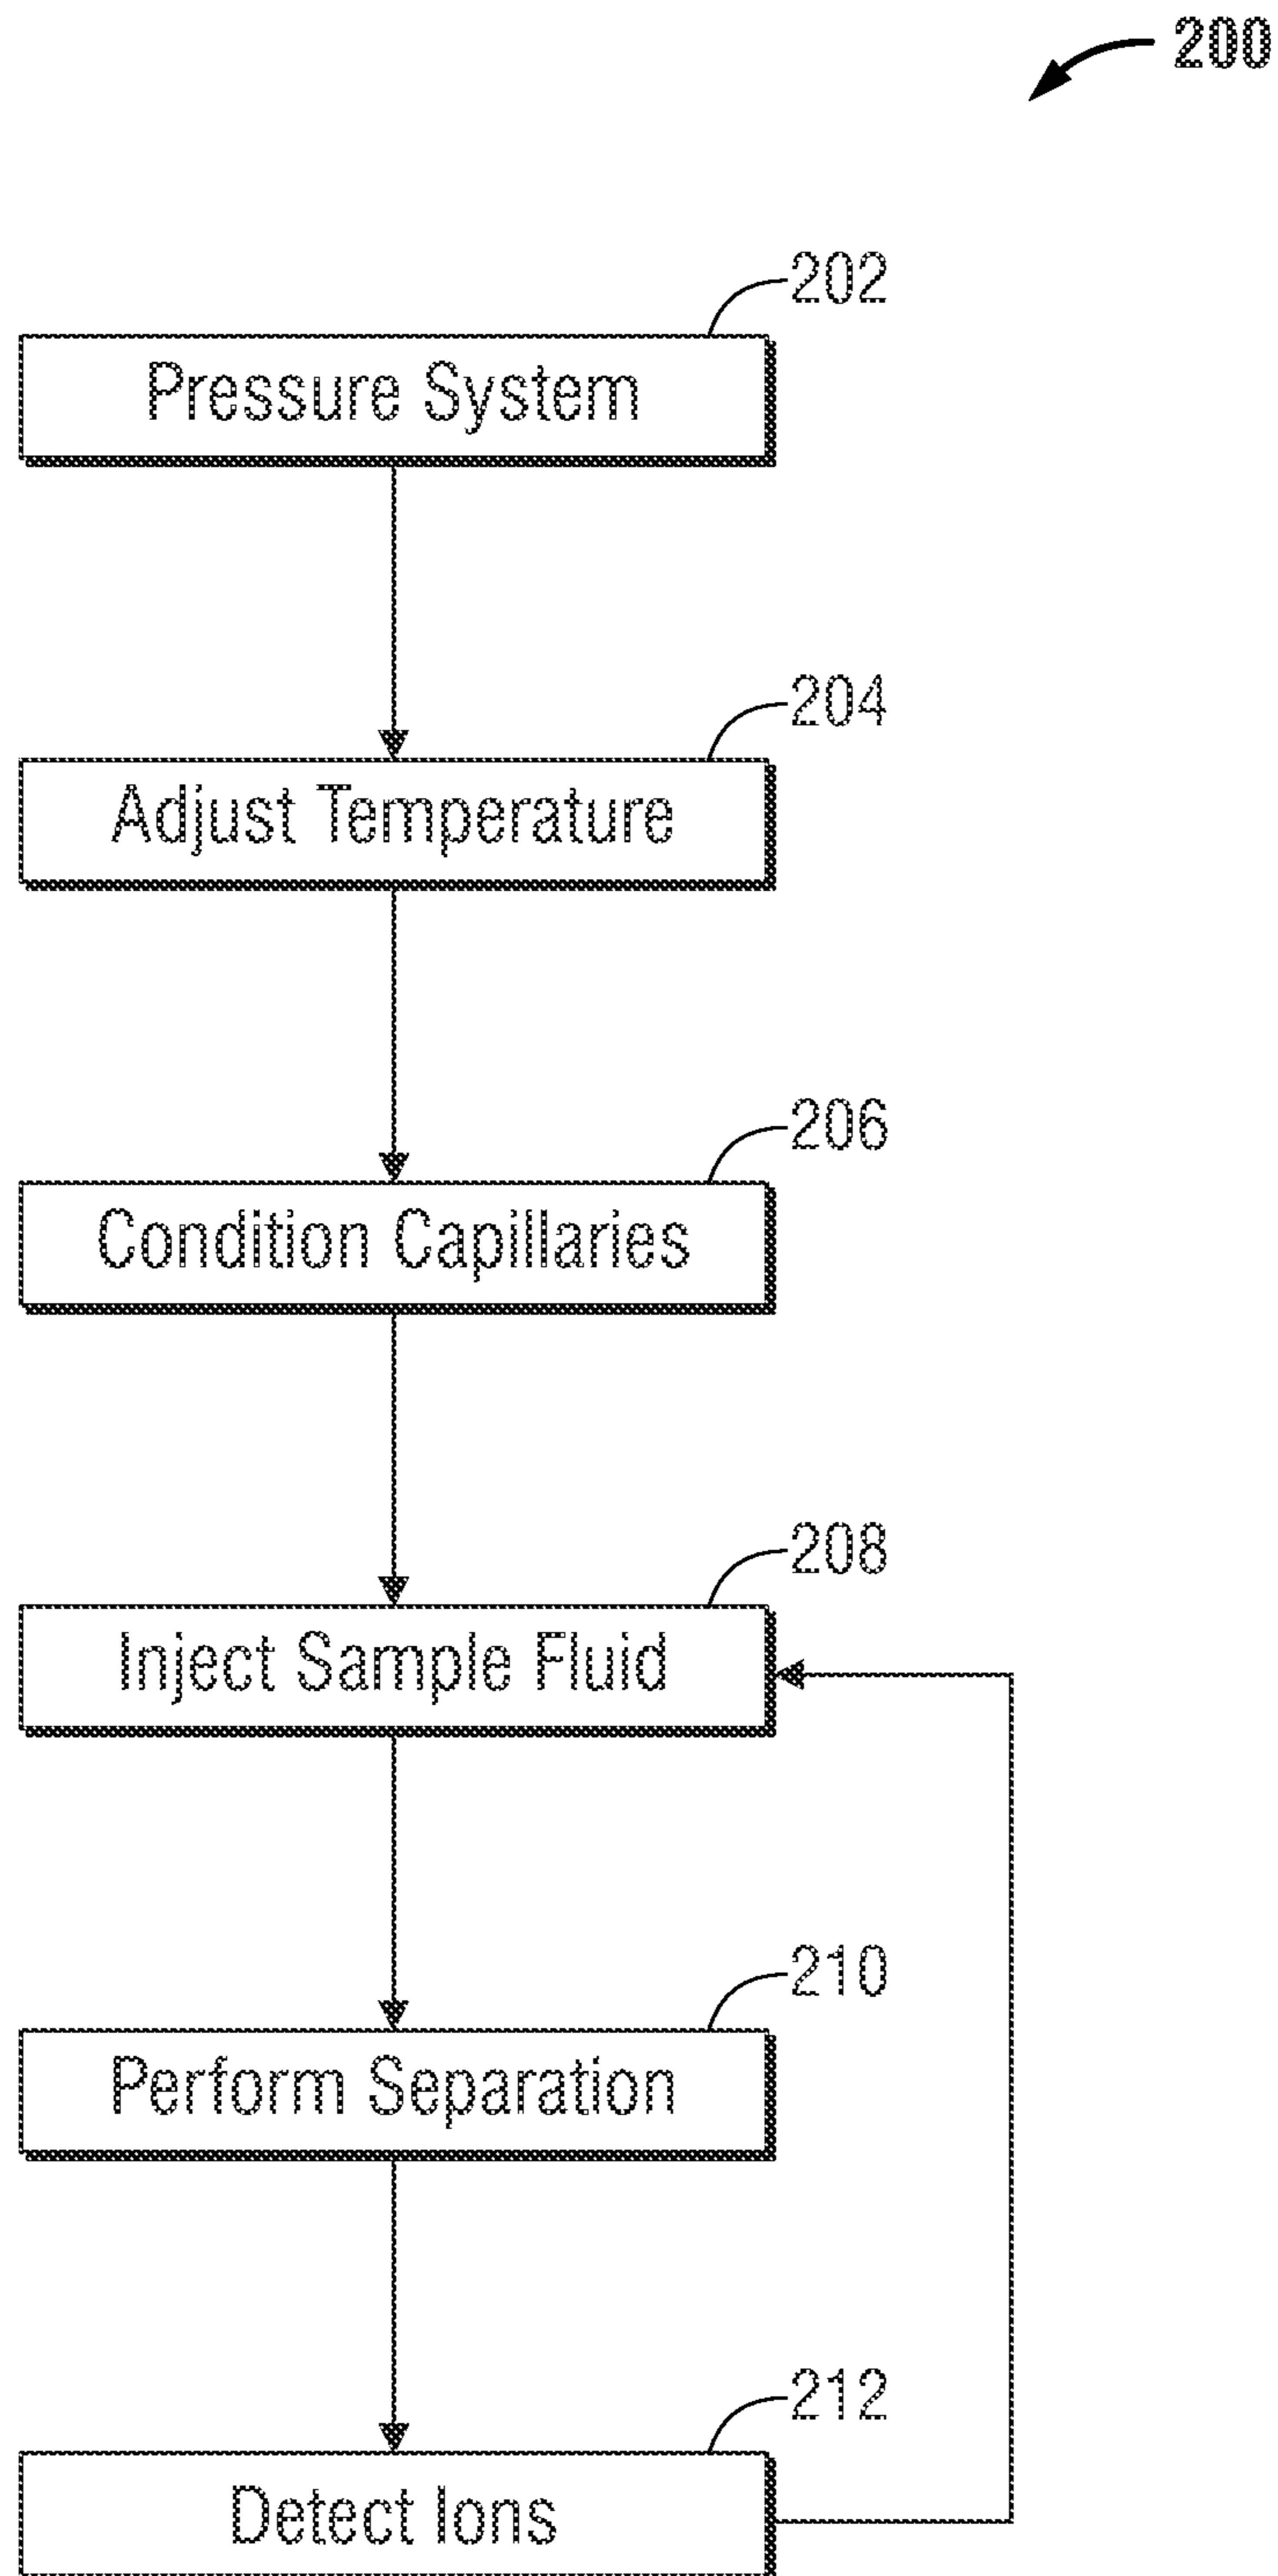 200
202
Pressure System
204
Adjust Temperature
206
Condition Capillaries
208
Inject Sample Fluid
210
Perform Separation
212
Detect Ions